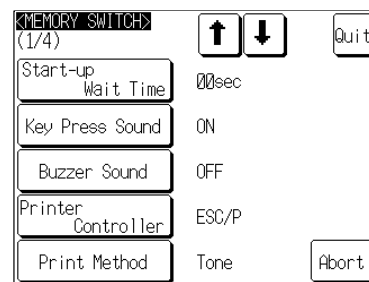 <MEMORY SWITCH>
(1/4)
Quit
Start-up
Wait Time
00sec
Key Press Sound
ON
Buzzer Sound
OFF
Printer
Controller
ESC/P
Print Method
Tone
Abort